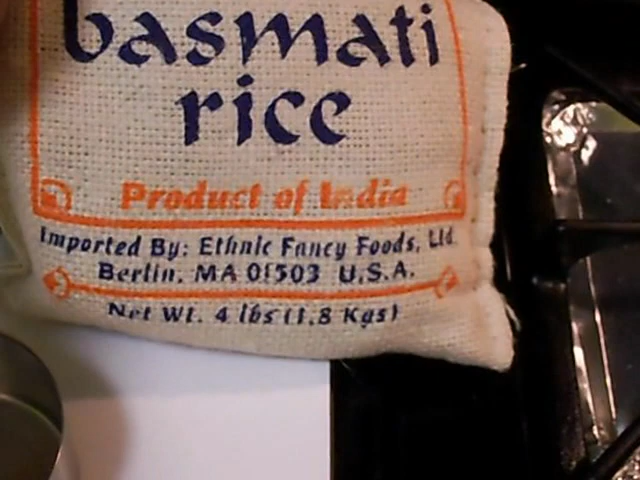 basmati
rice
Product of India
Imported By: Ethnic Fancy Foods, Ltd.
Berlin, MA 01503 U.S.A.
Net Wt. 4 lbs (1.8 Kgs)